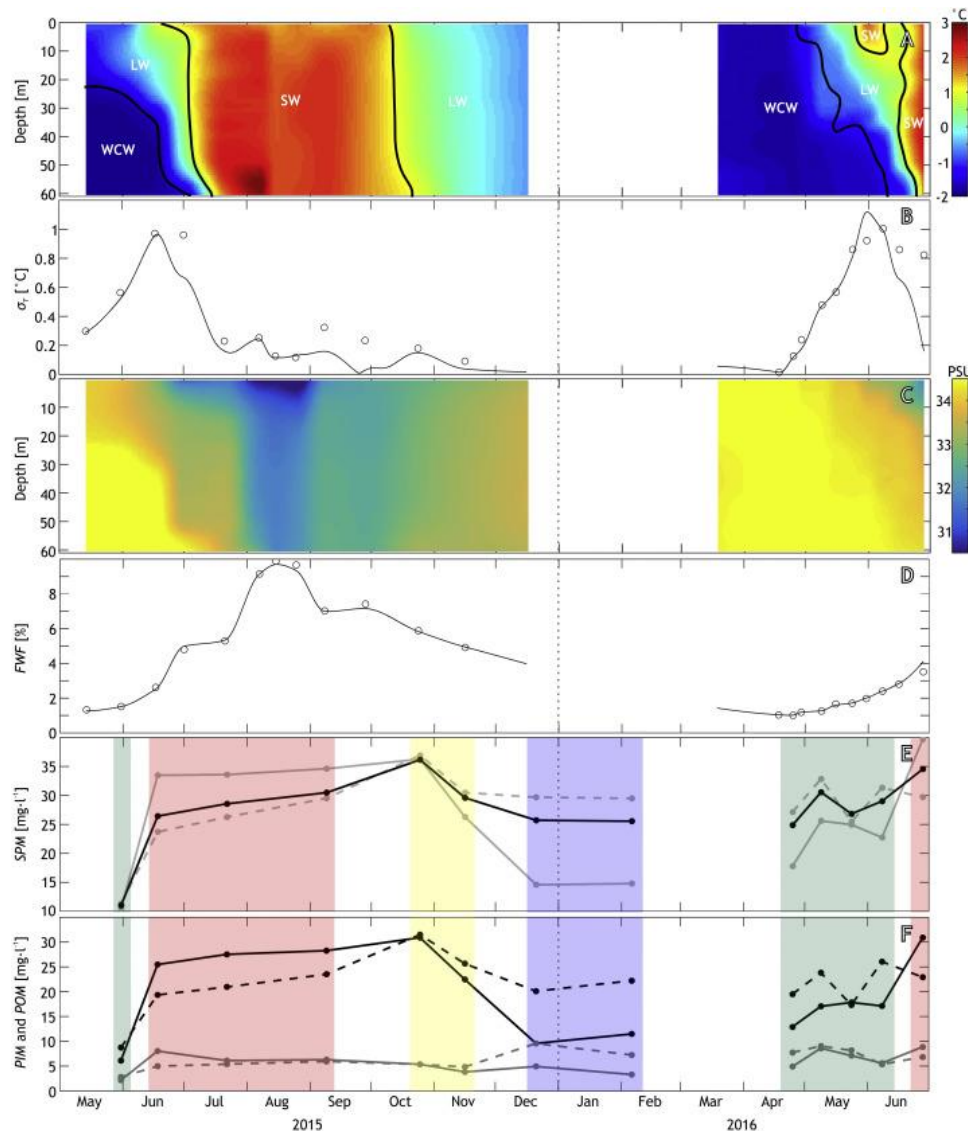 °C
A
3
2
1
0
-1
-2
0
10
20
30
40
50
60
Depth [m]
LW
WCW
SW
LW
WCW
SW
LW
SW
B
1
0.8
0.6
0.4
0.2
0
σT [°C]
PSU
C
34
33
32
31
10
20
30
40
50
60
Depth [m]
D
8
6
4
2
0
FWF [%]
E
35
30
25
20
15
10
SPM [mg·l⁻¹]
F
30
25
20
15
10
5
0
PIM and POM [mg·l⁻¹]
May Jun Jul Aug Sep Oct Nov Dec Jan Feb Mar Apr May Jun
2015 2016